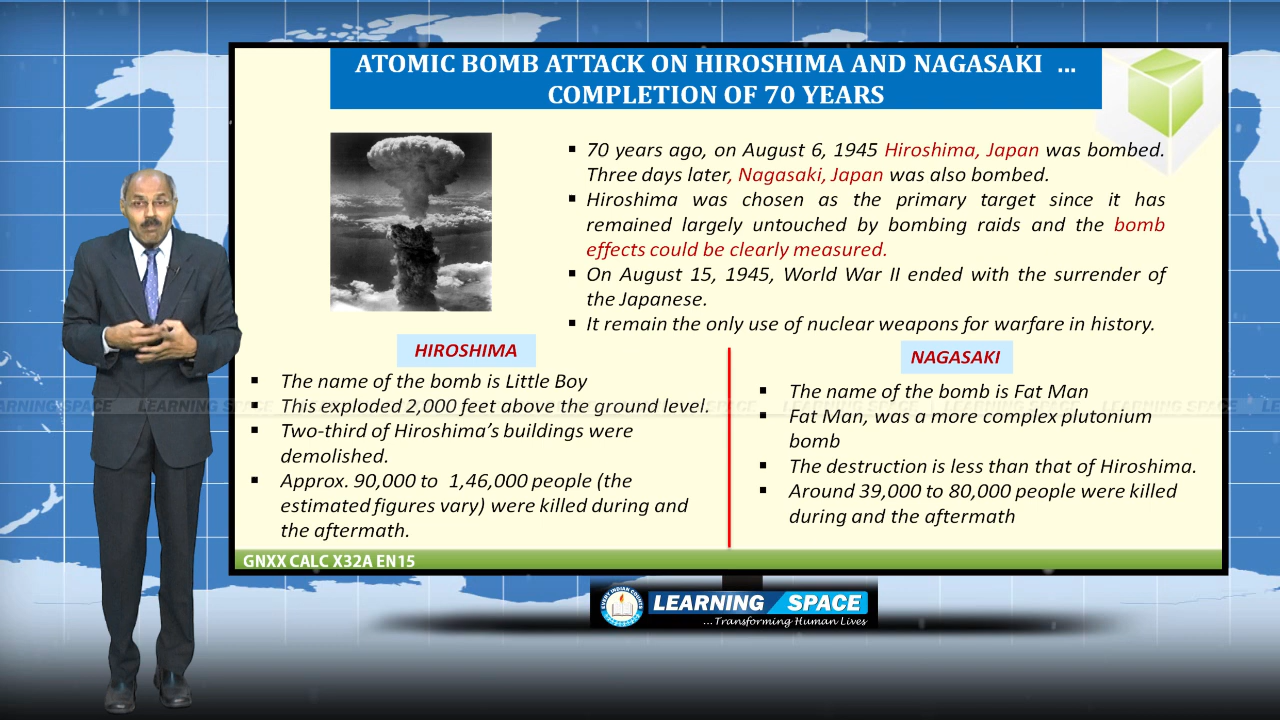 ATOMIC BOMB ATTACK ON HIROSHIMA AND NAGASAKI ...
COMPLETION OF 70 YEARS
▪ 70 years ago, on August 6, 1945 Hiroshima, Japan was bombed.
Three days later, Nagasaki, Japan was also bombed.
▪ Hiroshima was chosen as the primary target since it has
remained largely untouched by bombing raids and the bomb
effects could be clearly measured.
▪ On August 15, 1945, World War II ended with the surrender of
the Japanese.
▪ It remain the only use of nuclear weapons for warfare in history.
HIROSHIMA
▪ The name of the bomb is Little Boy
▪ This exploded 2,000 feet above the ground level.
▪ Two-third of Hiroshima's buildings were
demolished.
▪ Approx. 90,000 to 1,46,000 people (the
estimated figures vary) were killed during and
the aftermath.
NAGASAKI
▪ The name of the bomb is Fat Man
▪ Fat Man, was a more complex plutonium
bomb
▪ The destruction is less than that of Hiroshima.
▪ Around 39,000 to 80,000 people were killed
during and the aftermath
GNXX CALC X32A EN15
EVERY INDIAN COUNTS
LEARNING SPACE
...Transforming Human Lives